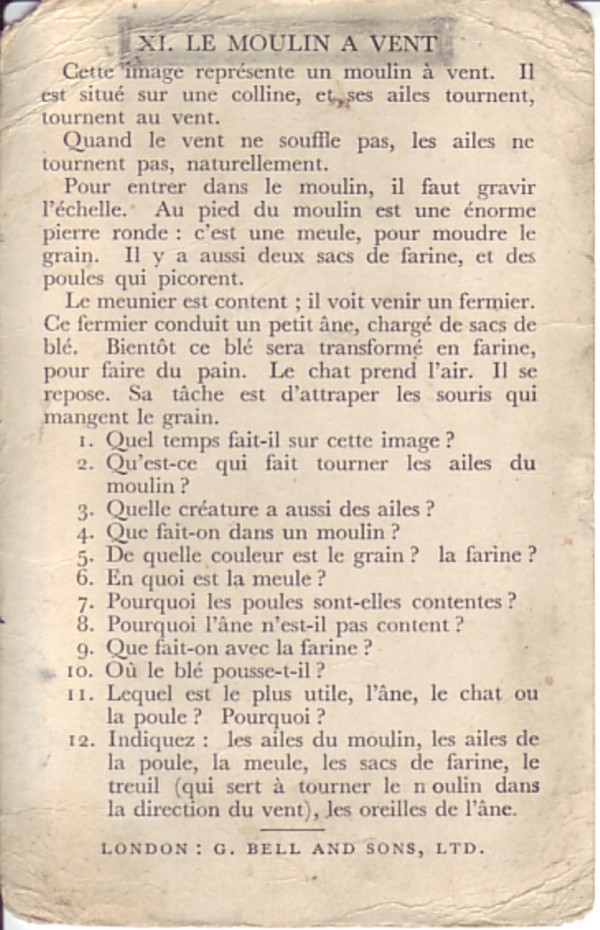 XI. LE MOULIN A VENT
Cette image représente un moulin à vent. Il
est situé sur une colline, et ses ailes tournent,
tournent au vent.
Quand le vent ne souffle pas, les ailes ne
tournent pas, naturellement.
Pour entrer dans le moulin, il faut gravir
l'échelle. Au pied du moulin est une énorme
pierre ronde : c'est une meule, pour moudre le
grain. Il y a aussi deux sacs de farine, et des
poules qui picorent.
Le meunier est content ; il voit venir un fermier.
Ce fermier conduit un petit âne, chargé de sacs de
blé. Bientôt ce blé sera transformé en farine,
pour faire du pain. Le chat prend l'air. Il se
repose. Sa tâche est d'attraper les souris qui
mangent le grain.
1. Quel temps fait-il sur cette image ?
2. Qu'est-ce qui fait tourner les ailes du
moulin ?
3. Quelle créature a aussi des ailes ?
4. Que fait-on dans un moulin ?
5. De quelle couleur est le grain ? la farine ?
6. En quoi est la meule ?
7. Pourquoi les poules sont-elles contentes ?
8. Pourquoi l'âne n'est-il pas content ?
9. Que fait-on avec la farine ?
10. Où le blé pousse-t-il ?
11. Lequel est le plus utile, l'âne, le chat ou
la poule ? Pourquoi ?
12. Indiquez : les ailes du moulin, les ailes de
la poule, la meule, les sacs de farine, le
treuil (qui sert à tourner le n oulin dans
la direction du vent), les oreilles de l'âne.
LONDON : G. BELL AND SONS, LTD.